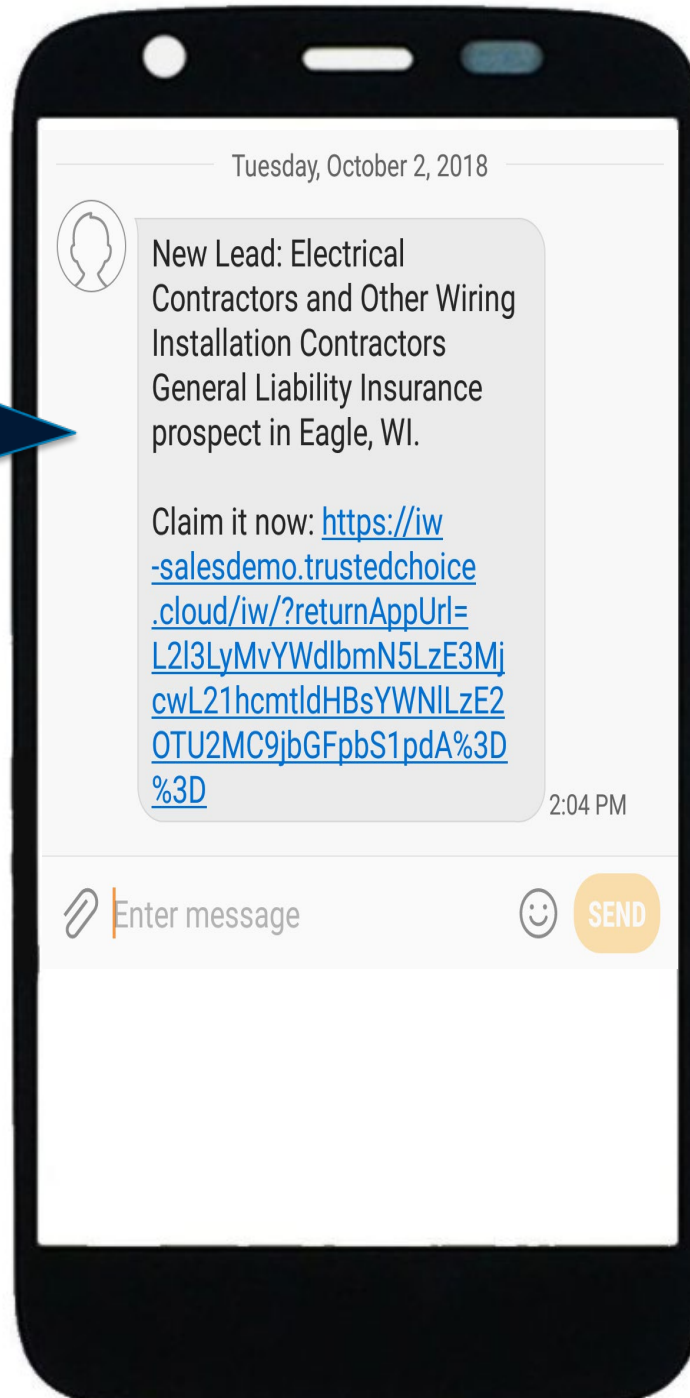 Tuesday, October 2, 2018
New Lead: Electrical
Contractors and Other Wiring
Installation Contractors
General Liability Insurance
prospect in Eagle, WI.
Claim it now: https://iw
-salesdemo.trustedchoice
.cloud/iw/?returnAppUrl=
L2l3LyMvYWdlbmN5LzE3Mj
cwL21hcmtldHBsYWNlLzE2
OTU2MC9jbGFpbS1pdA%3D
%3D
2:04 PM
Enter message
SEND